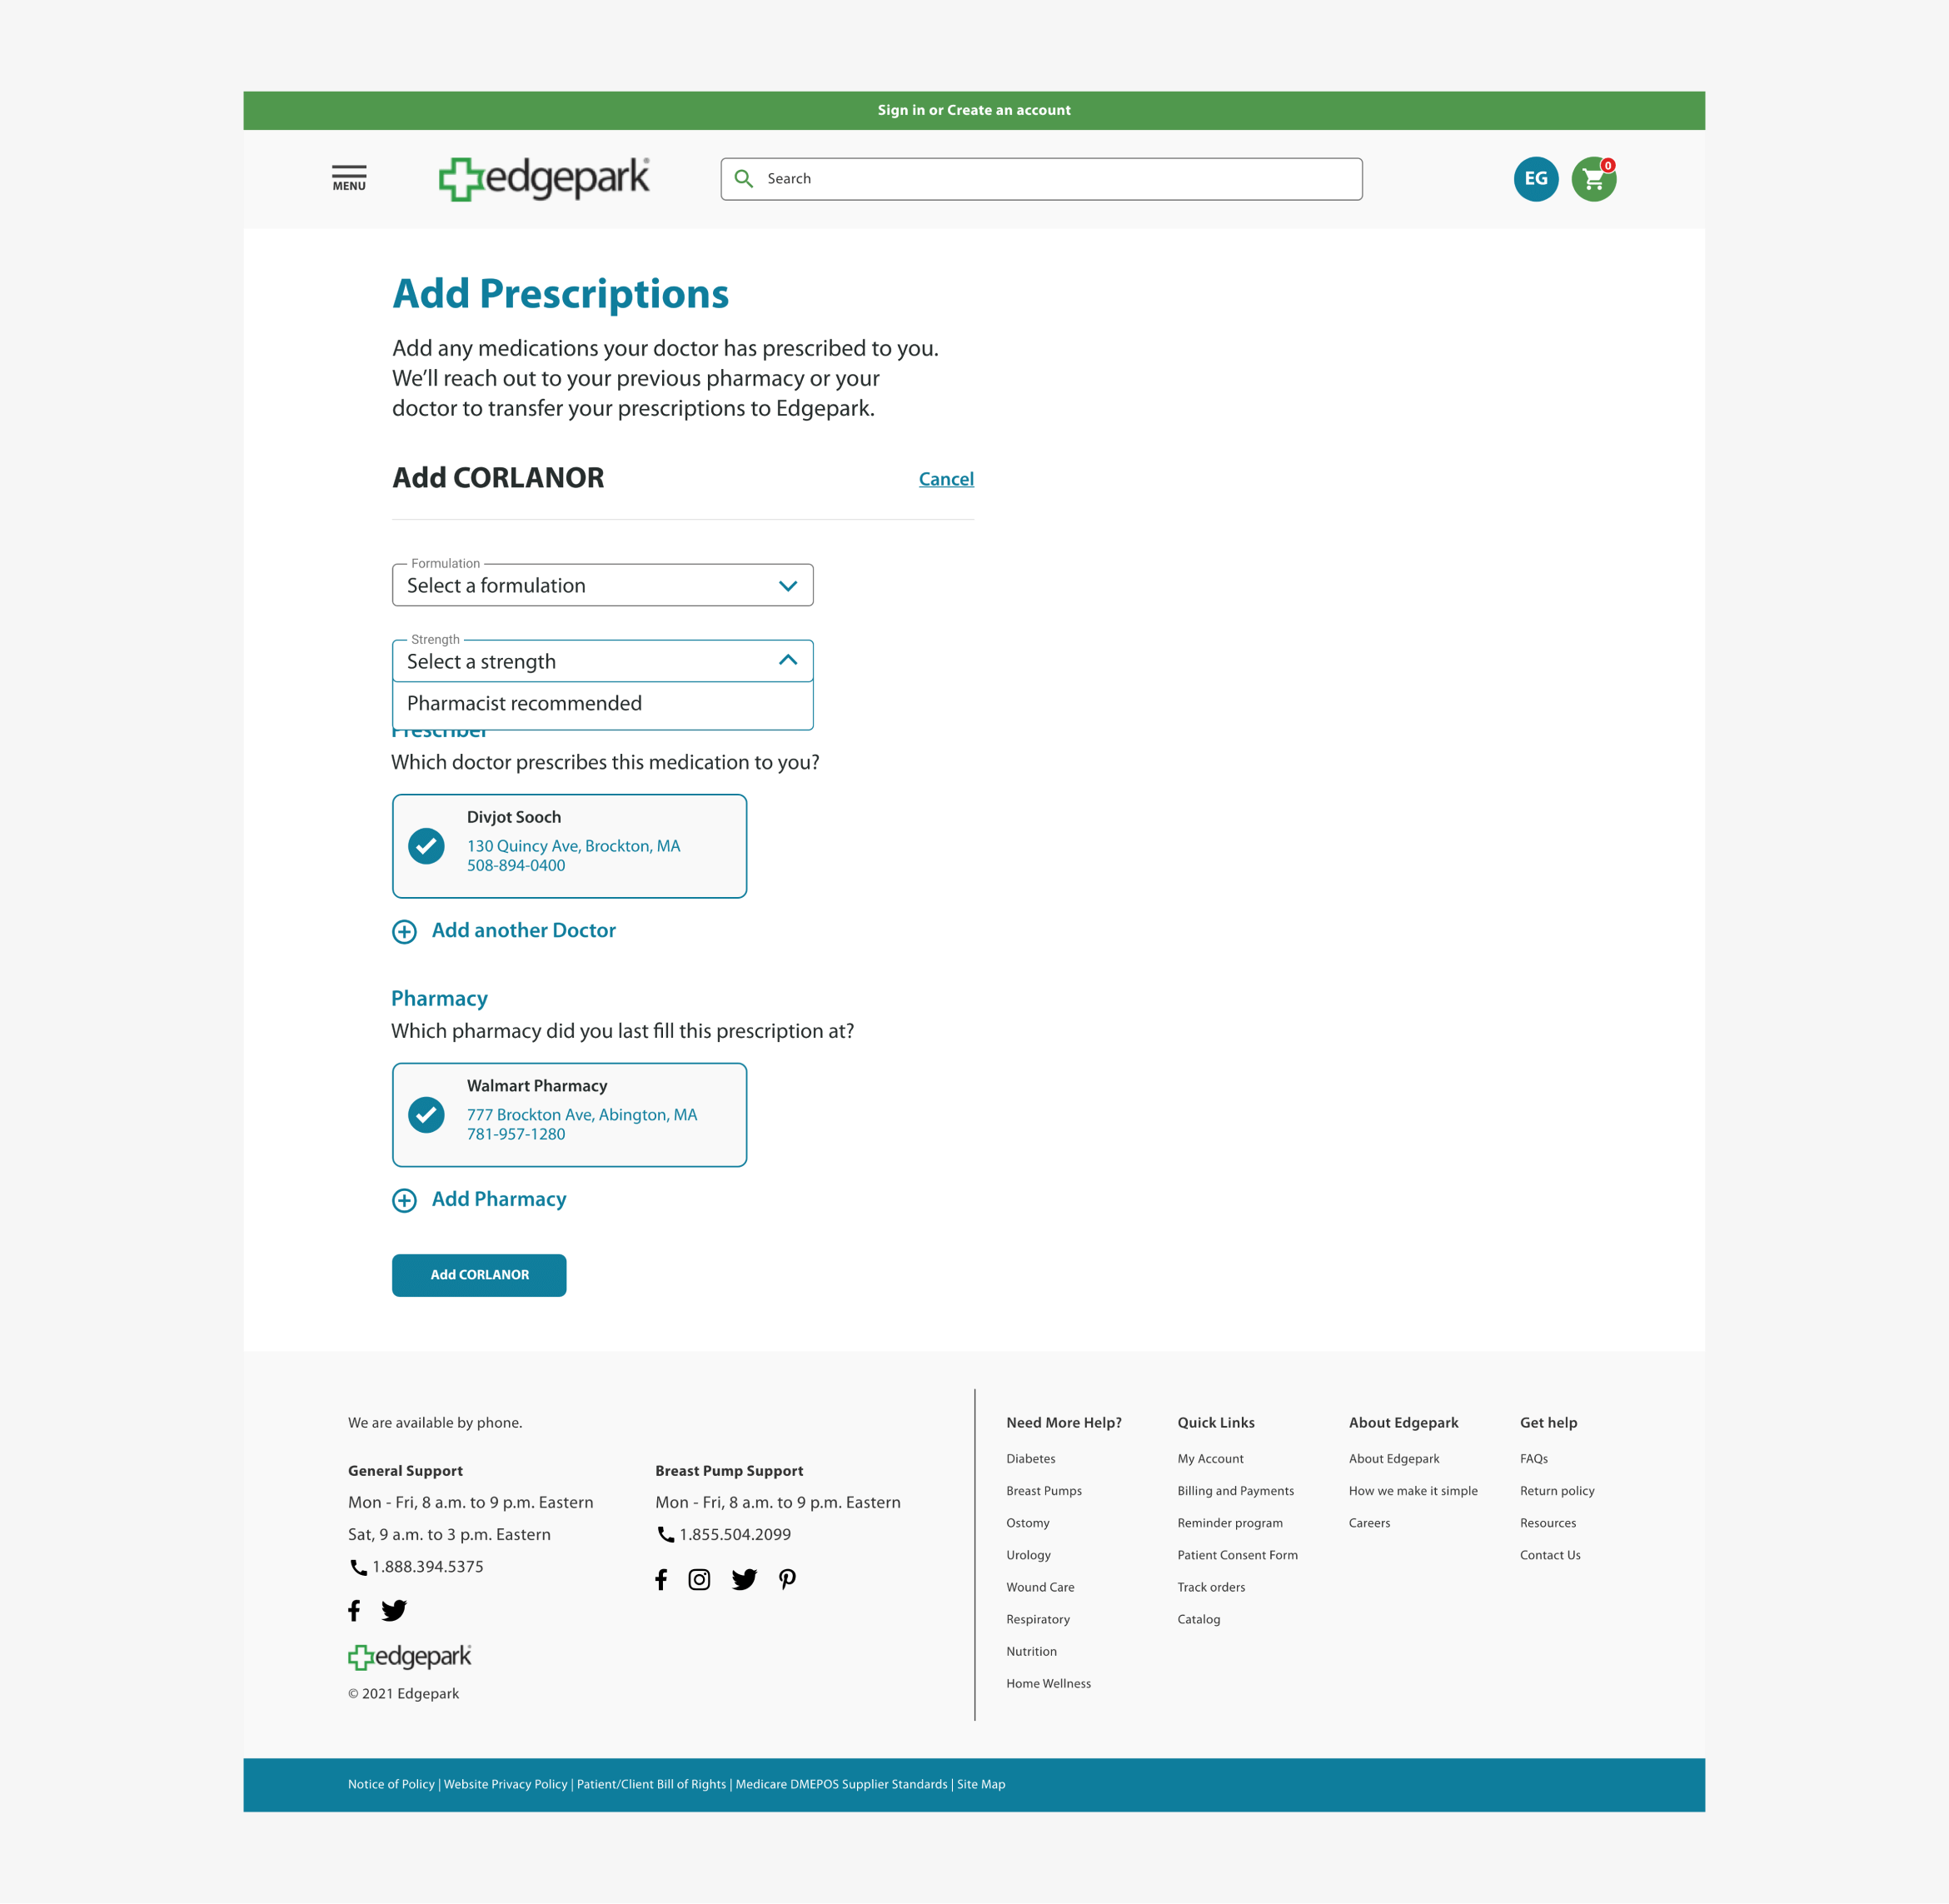 Sign in or Create an account
MENU
edgepark
Search
EG
0
Add Prescriptions
Add any medications your doctor has prescribed to you.
We’ll reach out to your previous pharmacy or your
doctor to transfer your prescriptions to Edgepark.
Add CORLANOR
Cancel
Formulation
Select a formulation
Strength
Select a strength
Pharmacist recommended
Prescriber
Which doctor prescribes this medication to you?
Divjot Sooch
130 Quincy Ave, Brockton, MA
508-894-0400
Add another Doctor
Pharmacy
Which pharmacy did you last fill this prescription at?
Walmart Pharmacy
777 Brockton Ave, Abington, MA
781-957-1280
Add Pharmacy
Add CORLANOR
We are available by phone.
General Support
Mon - Fri, 8 a.m. to 9 p.m. Eastern
Sat, 9 a.m. to 3 p.m. Eastern
1.888.394.5375
edgepark
© 2021 Edgepark
Breast Pump Support
Mon - Fri, 8 a.m. to 9 p.m. Eastern
1.855.504.2099
Need More Help?
Diabetes
Breast Pumps
Ostomy
Urology
Wound Care
Respiratory
Nutrition
Home Wellness
Quick Links
My Account
Billing and Payments
Reminder program
Patient Consent Form
Track orders
Catalog
About Edgepark
About Edgepark
How we make it simple
Careers
Get help
FAQs
Return policy
Resources
Contact Us
Notice of Policy | Website Privacy Policy | Patient/Client Bill of Rights | Medicare DMEPOS Supplier Standards | Site Map